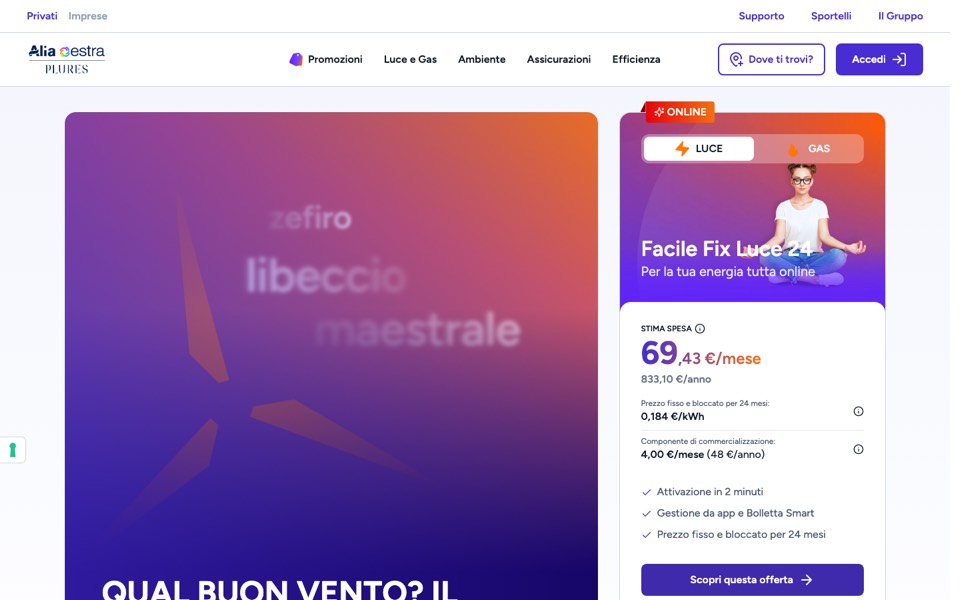 Privati Imprese
Supporto Sportelli Il Gruppo
Alia estra
PLURES
Promozioni Luce e Gas Ambiente Assicurazioni Efficienza
Dove ti trovi?
Accedi
zefiro
libeccio
maestrale
QUAL BUON VENTO? IL
ONLINE
LUCE GAS
Facile Fix Luce 24
Per la tua energia tutta online
STIMA SPESA
69,43 €/mese
833,10 €/anno
Prezzo fisso e bloccato per 24 mesi:
0,184 €/kWh
Componente di commercializzazione:
4,00 €/mese (48 €/anno)
Attivazione in 2 minuti
Gestione da app e Bolletta Smart
Prezzo fisso e bloccato per 24 mesi
Scopri questa offerta